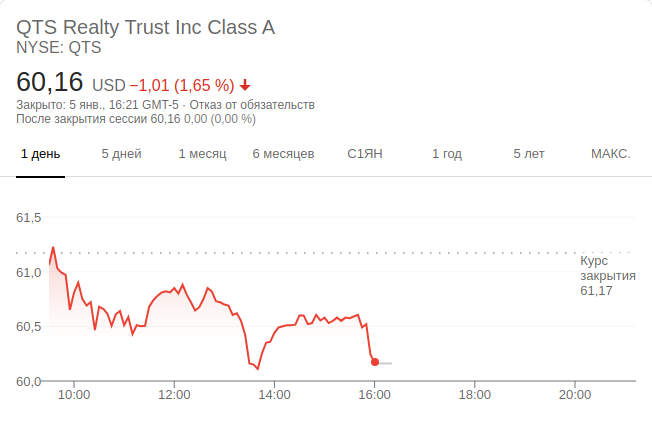 QTS Realty Trust Inc Class A
NYSE: QTS
60,16 USD −1,01 (1,65 %)
Закрыто: 5 янв., 16:21 GMT-5 · Отказ от обязательств
После закрытия сессии 60,16 0,00 (0,00 %)
1 день 5 дней 1 месяц 6 месяцев С1ЯН 1 год 5 лет МАКС.
61,5
61,0
60,5
60,0
Курс
закрытия
61,17
10:00 12:00 14:00 16:00 18:00 20:00